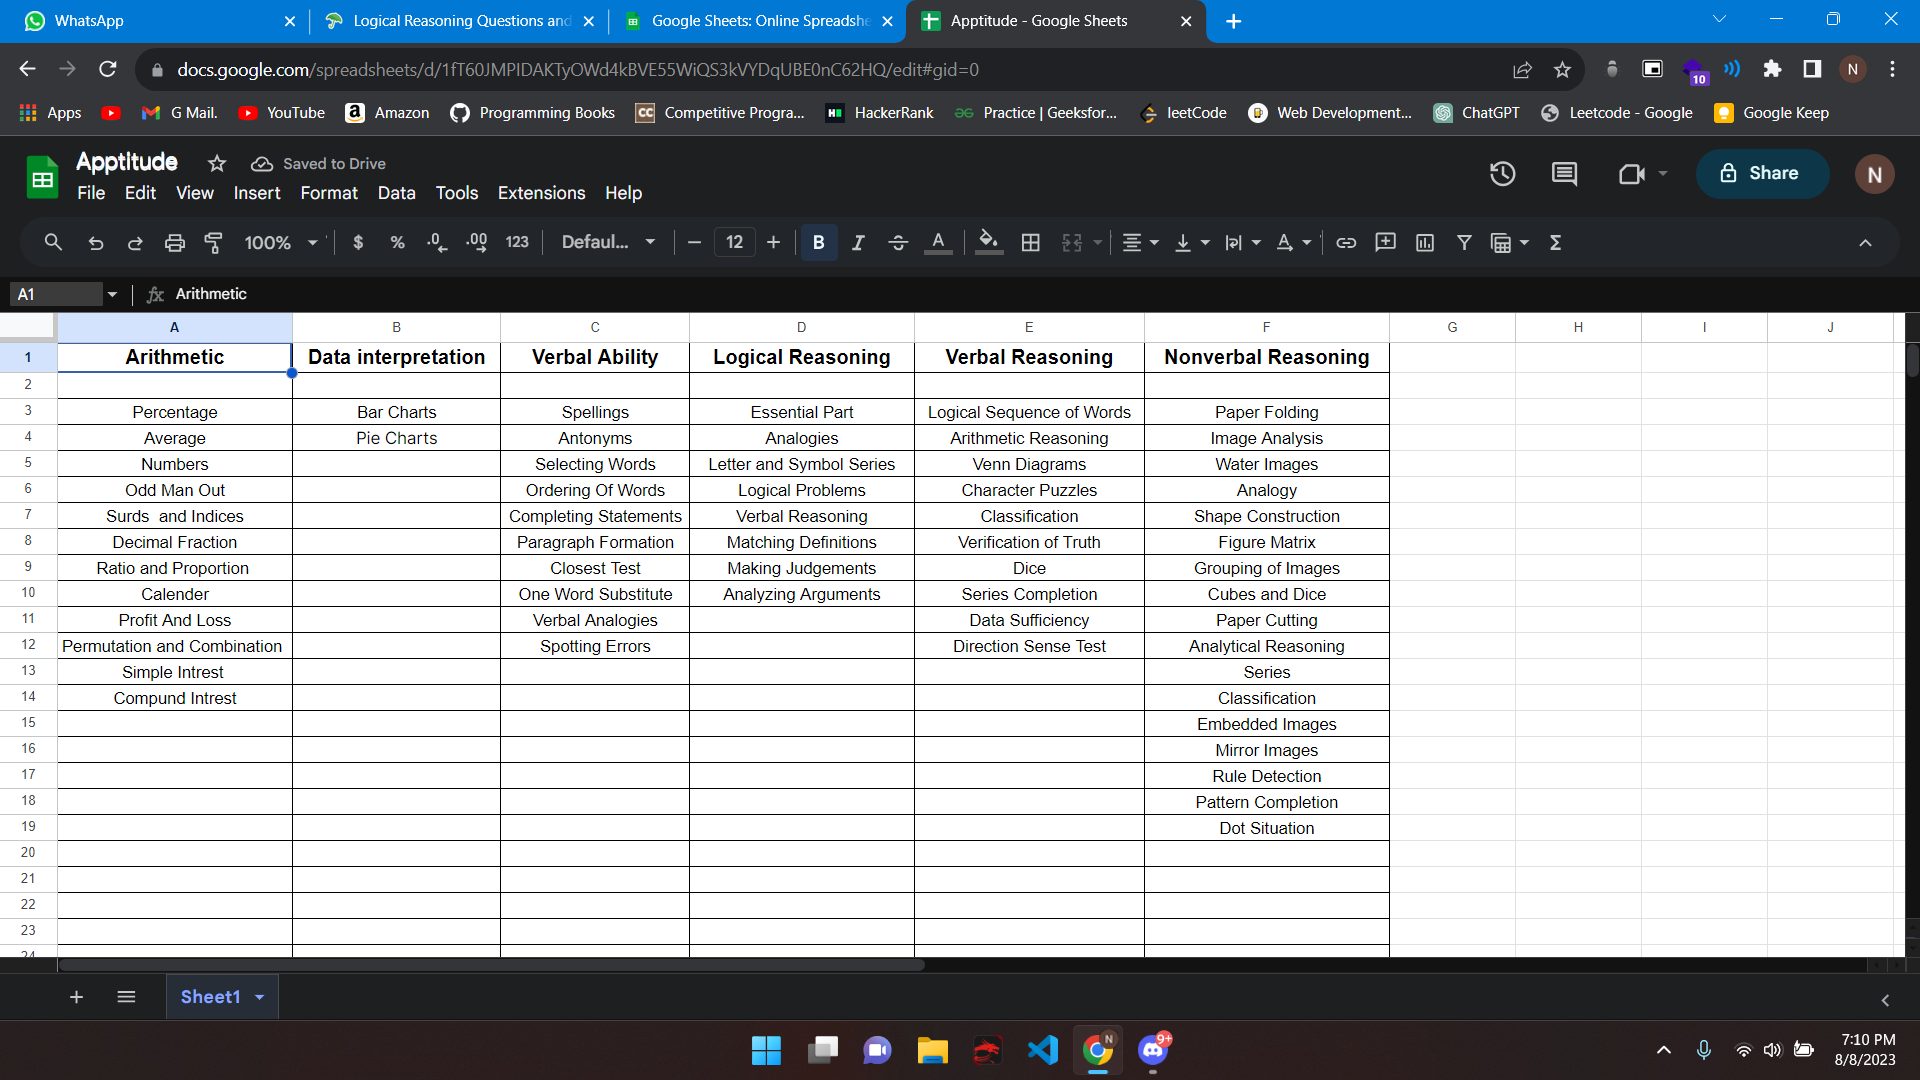 WhatsApp
Logical Reasoning Questions and
Google Sheets: Online Spreadshe
Apptitude - Google Sheets
docs.google.com/spreadsheets/d/1fT60JMPIDAKTyOWd4kBVE55WiQS3kVYDqUBE0nC62HQ/edit#gid=0
10
N
Apps G Mail. YouTube Amazon Programming Books Competitive Progra... HackerRank Practice | Geeksfor... leetCode Web Development... ChatGPT Leetcode - Google Google Keep
Apptitude Saved to Drive
File Edit View Insert Format Data Tools Extensions Help
Share N
100% $ % .0 .00 123 Defaul... 12 B I A
A1 fx Arithmetic
A B C D E F G H I J
1 Arithmetic Data interpretation Verbal Ability Logical Reasoning Verbal Reasoning Nonverbal Reasoning
2
3 Percentage Bar Charts Spellings Essential Part Logical Sequence of Words Paper Folding
4 Average Pie Charts Antonyms Analogies Arithmetic Reasoning Image Analysis
5 Numbers Selecting Words Letter and Symbol Series Venn Diagrams Water Images
6 Odd Man Out Ordering Of Words Logical Problems Character Puzzles Analogy
7 Surds and Indices Completing Statements Verbal Reasoning Classification Shape Construction
8 Decimal Fraction Paragraph Formation Matching Definitions Verification of Truth Figure Matrix
9 Ratio and Proportion Closest Test Making Judgements Dice Grouping of Images
10 Calender One Word Substitute Analyzing Arguments Series Completion Cubes and Dice
11 Profit And Loss Verbal Analogies Data Sufficiency Paper Cutting
12 Permutation and Combination Spotting Errors Direction Sense Test Analytical Reasoning
13 Simple Intrest Series
14 Compund Intrest Classification
15 Embedded Images
16 Mirror Images
17 Rule Detection
18 Pattern Completion
19 Dot Situation
20
21
22
23
24
Sheet1
N
9+
7:10 PM
8/8/2023